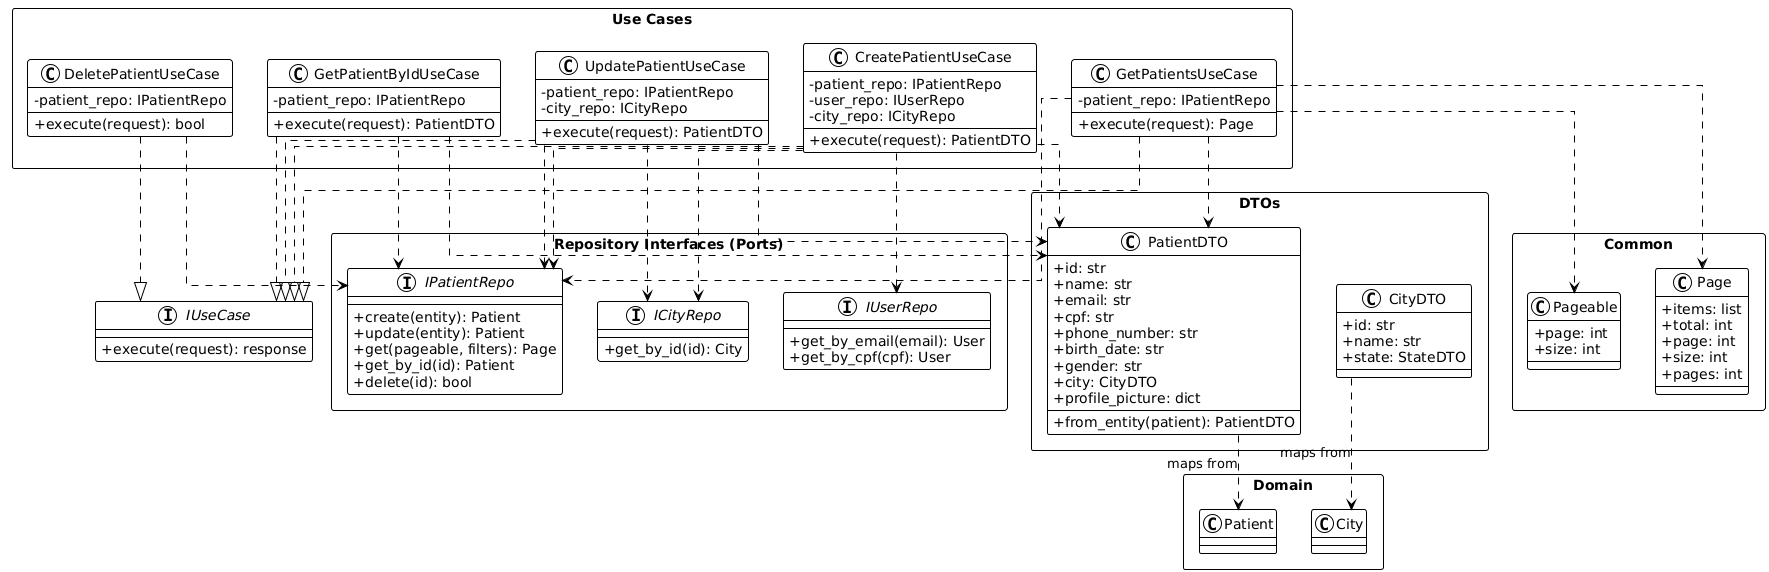 Use Cases
C DeletePatientUseCase
-patient_repo: IPatientRepo
+execute(request): bool
C GetPatientByIdUseCase
-patient_repo: IPatientRepo
+execute(request): PatientDTO
C UpdatePatientUseCase
-patient_repo: IPatientRepo
-city_repo: ICityRepo
+execute(request): PatientDTO
C CreatePatientUseCase
-patient_repo: IPatientRepo
-user_repo: IUserRepo
-city_repo: ICityRepo
+execute(request): PatientDTO
C GetPatientsUseCase
-patient_repo: IPatientRepo
+execute(request): Page
I IUseCase
+execute(request): response
Repository Interfaces (Ports)
I IPatientRepo
+create(entity): Patient
+update(entity): Patient
+get(pageable, filters): Page
+get_by_id(id): Patient
+delete(id): bool
I ICityRepo
+get_by_id(id): City
I IUserRepo
+get_by_email(email): User
+get_by_cpf(cpf): User
DTOs
C PatientDTO
+id: str
+name: str
+email: str
+cpf: str
+phone_number: str
+birth_date: str
+gender: str
+city: CityDTO
+profile_picture: dict
+from_entity(patient): PatientDTO
C CityDTO
+id: str
+name: str
+state: StateDTO
Common
C Pageable
+page: int
+size: int
C Page
+items: list
+total: int
+page: int
+size: int
+pages: int
maps from
maps from
Domain
C Patient
C City